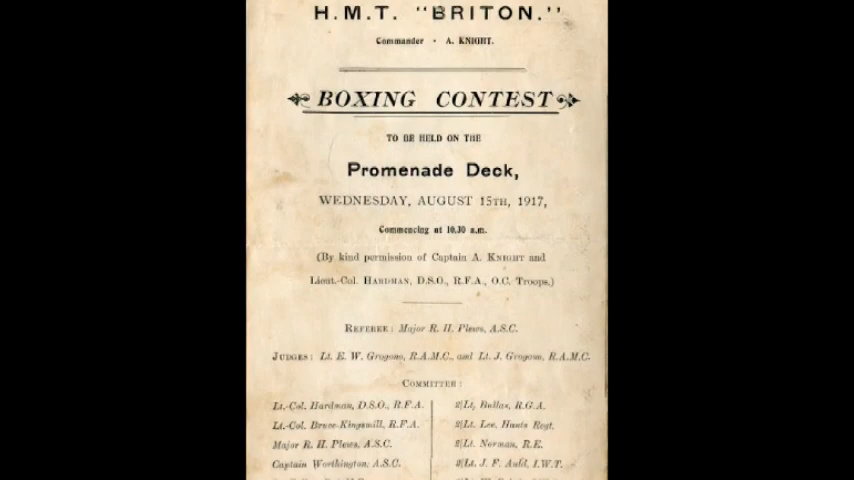 H.M.T. "BRITON."
Commander - A. KNIGHT.
BOXING CONTEST
TO BE HELD ON THE
Promenade Deck,
WEDNESDAY, AUGUST 15TH, 1917,
Commencing at 10.30 a.m.
(By kind permission of Captain A. KNIGHT and
Lieut.-Col. HARDMAN, D.S.O., R.F.A., O.C. Troops.)
REFEREE: Major R. H. Plews, A.S.C.
JUDGES: Lt. E. W. Grogono, R.A.M.C., and Lt. J. Grogono, R.A.M.C.
COMMITTEE:
Lt.-Col. Hardman, D.S.O., R.F.A.
Lt.-Col. Bruce-Kingsmill, R.F.A.
Major R. H. Plews, A.S.C.
Captain Worthington, A.S.C.
2/Lt. Bullas, R.G.A.
2/Lt. Lee, Hunts Regt.
2/Lt. Norman, R.E.
2/Lt. J. F. Auld, I.W.T.